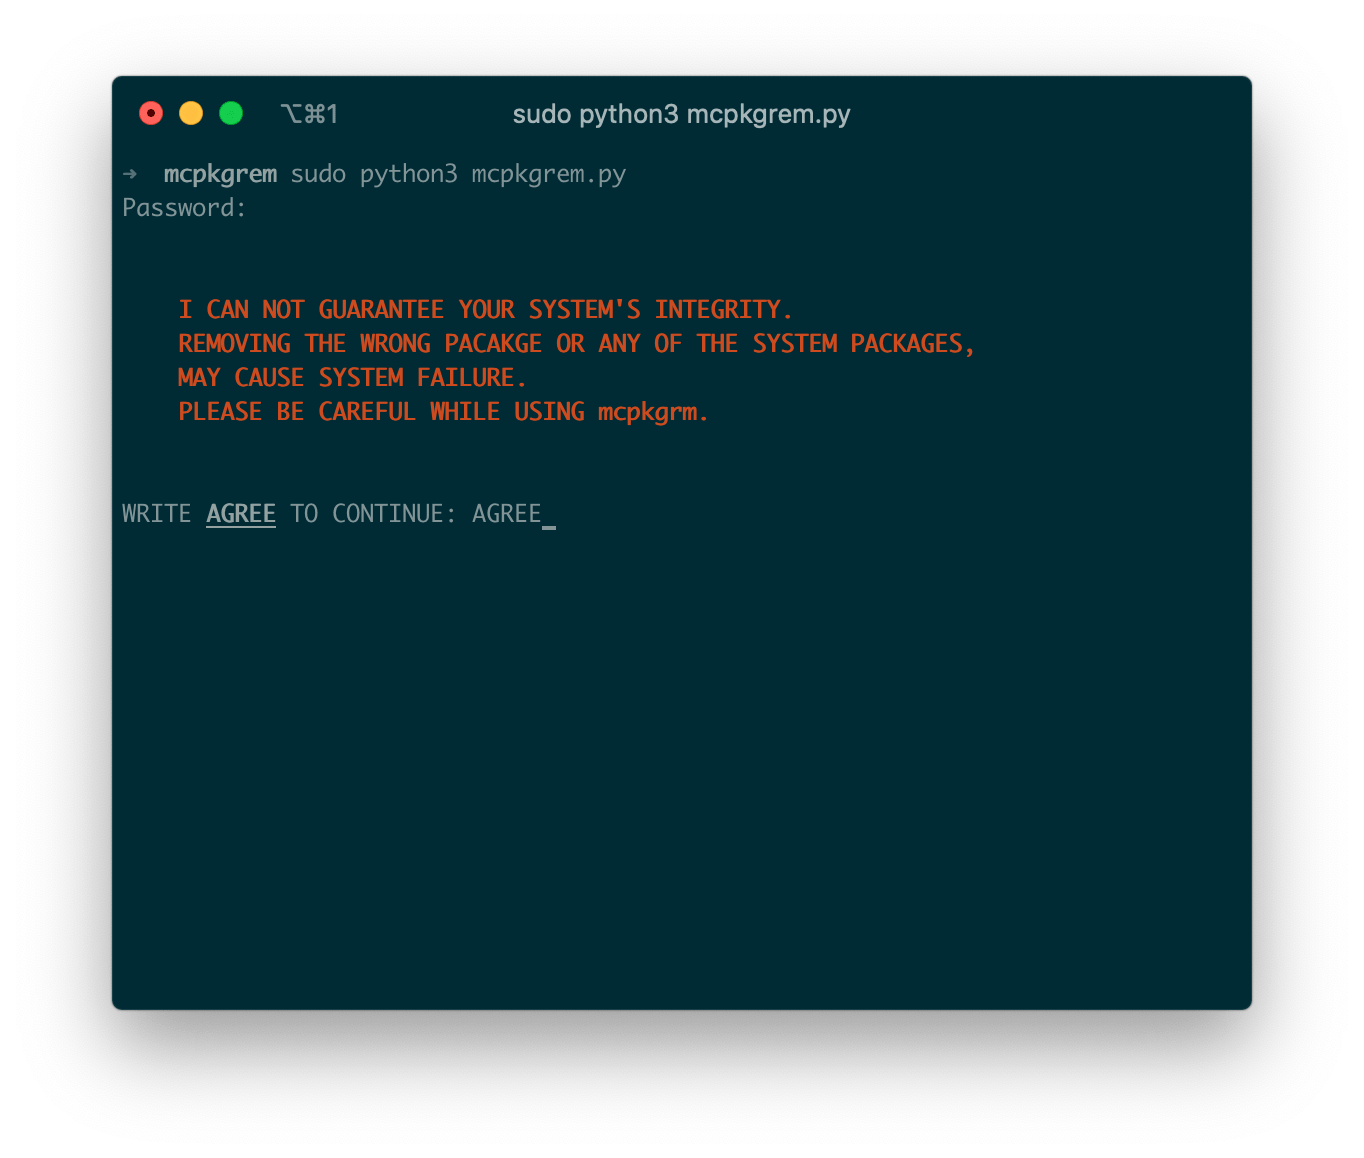 ⌥⌘1 sudo python3 mcpkgrem.py
➜ mcpkgrem sudo python3 mcpkgrem.py
Password:
I CAN NOT GUARANTEE YOUR SYSTEM'S INTEGRITY.
REMOVING THE WRONG PACAKGE OR ANY OF THE SYSTEM PACKAGES,
MAY CAUSE SYSTEM FAILURE.
PLEASE BE CAREFUL WHILE USING mcpkgrm.
WRITE AGREE TO CONTINUE: AGREE_